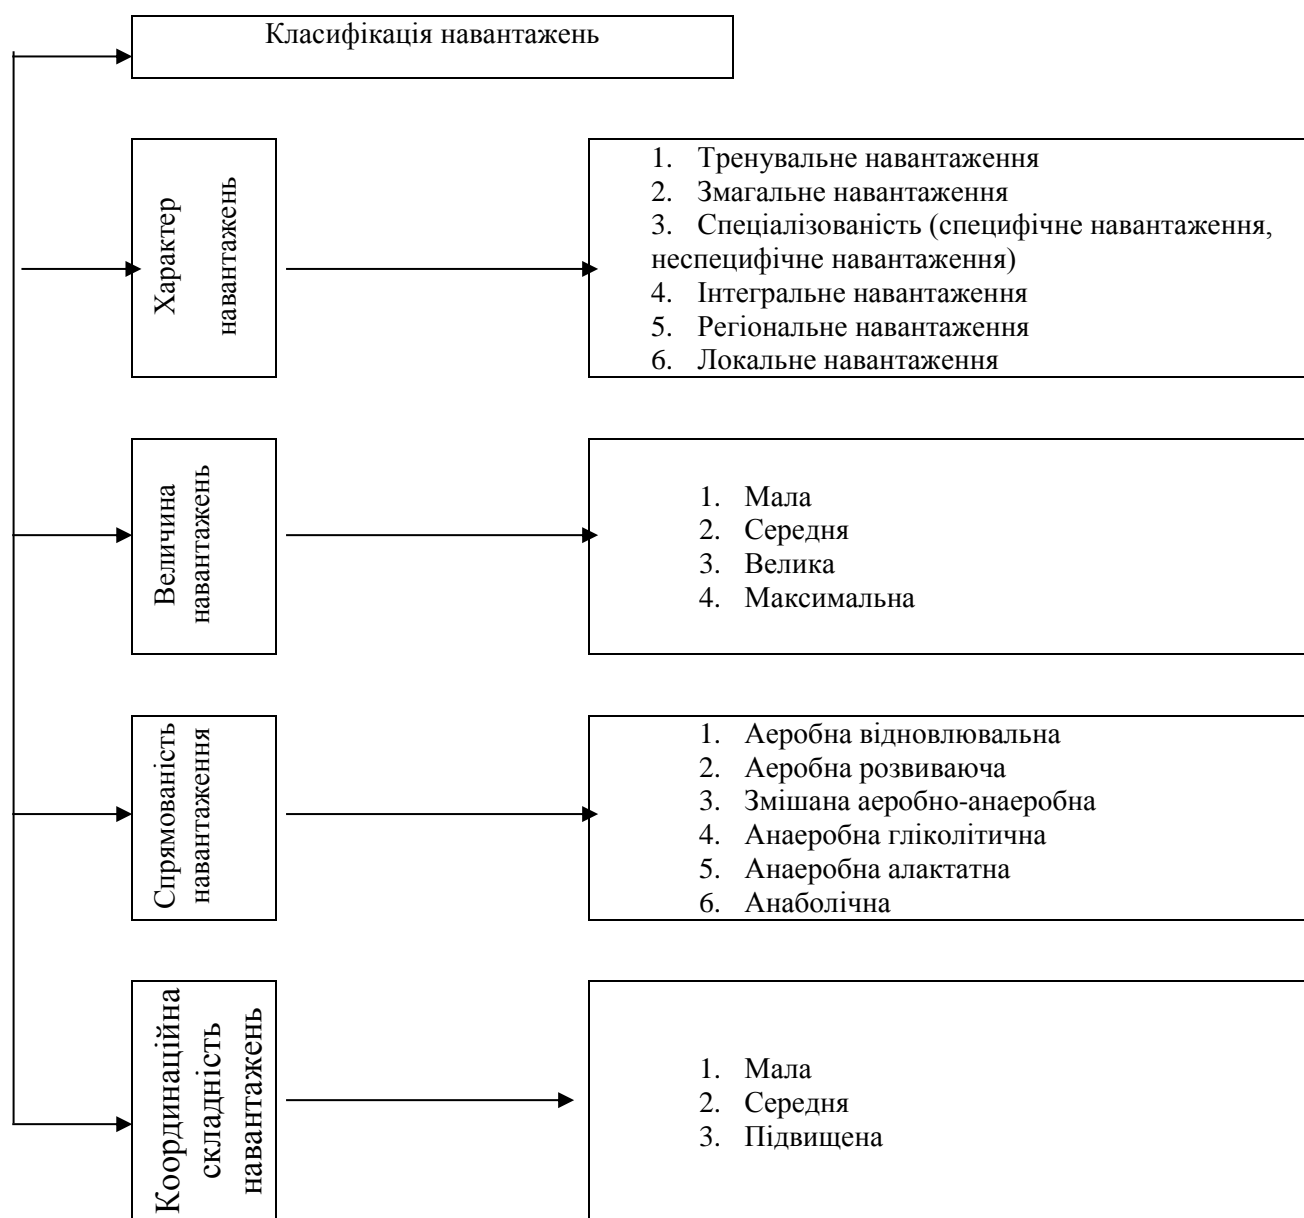 Класифікація навантажень
Характер
навантажень
1. Тренувальне навантаження
2. Змагальне навантаження
3. Спеціалізованість (специфічне навантаження,
неспецифічне навантаження)
4. Інтегральне навантаження
5. Регіональне навантаження
6. Локальне навантаження
Величина
навантажень
1. Мала
2. Середня
3. Велика
4. Максимальна
Спрямованість
навантаження
1. Аеробна відновлювальна
2. Аеробна розвиваюча
3. Змішана аеробно-анаеробна
4. Анаеробна гліколітична
5. Анаеробна алактатна
6. Анаболічна
Координаційна
складність
навантажень
1. Мала
2. Середня
3. Підвищена